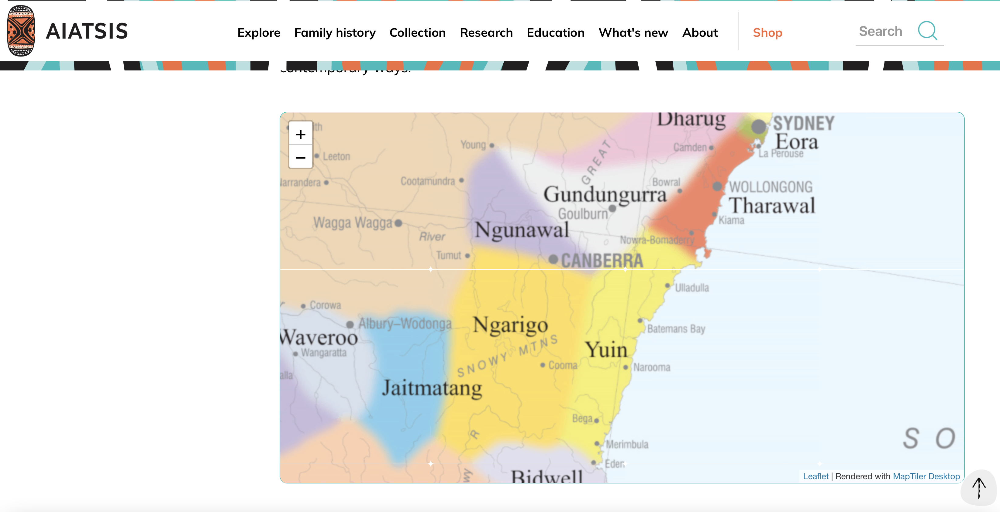 AIATSIS
Explore Family history Collection Research Education What's new About Shop Search
contemporary ways.
+
−
Dharug
SYDNEY
Eora
La Perouse
Young
Camden
Leeton
GREAT
Narrandera
Cootamundra
Bowral
WOLLONGONG
Gundungurra
Tharawal
Goulburn
Kiama
Wagga Wagga
Ngunawal
River
Nowra-Bomaderry
Tumut
CANBERRA
Ulladulla
Corowa
Albury–Wodonga
Ngarigo
Batemans Bay
Waveroo
SNOWY MTNS
Yuin
Wangaratta
Cooma
Narooma
alla
Jaitmatang
Bega
R
Merimbula
S O
Eden
wy
Bidwell
Leaflet | Rendered with MapTiler Desktop